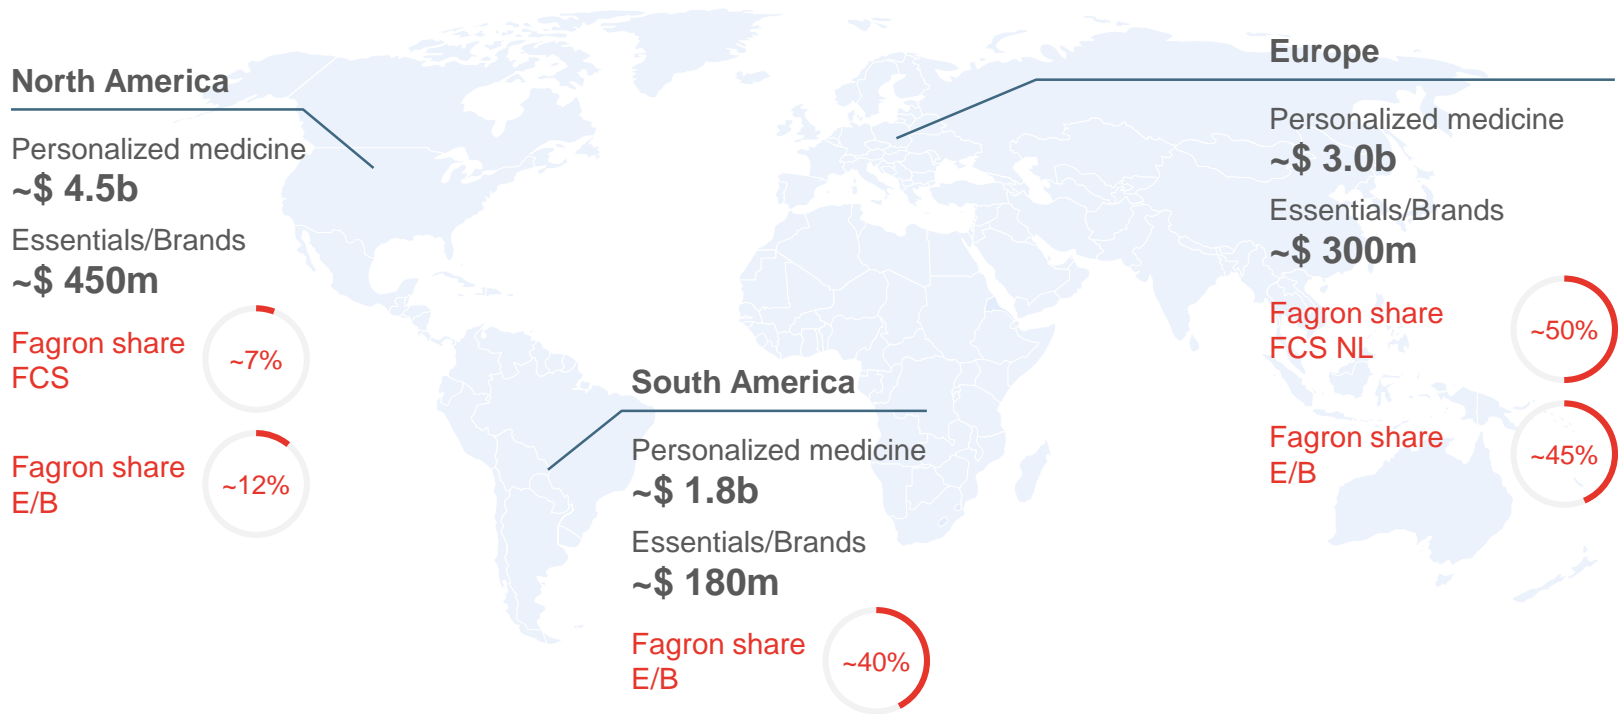 North America
Personalized medicine
~$ 4.5b
Essentials/Brands
~$ 450m
Fagron share
FCS
~7%
Fagron share
E/B
~12%
South America
Personalized medicine
~$ 1.8b
Essentials/Brands
~$ 180m
Fagron share
E/B
~40%
Europe
Personalized medicine
~$ 3.0b
Essentials/Brands
~$ 300m
Fagron share
FCS NL
~50%
Fagron share
E/B
~45%